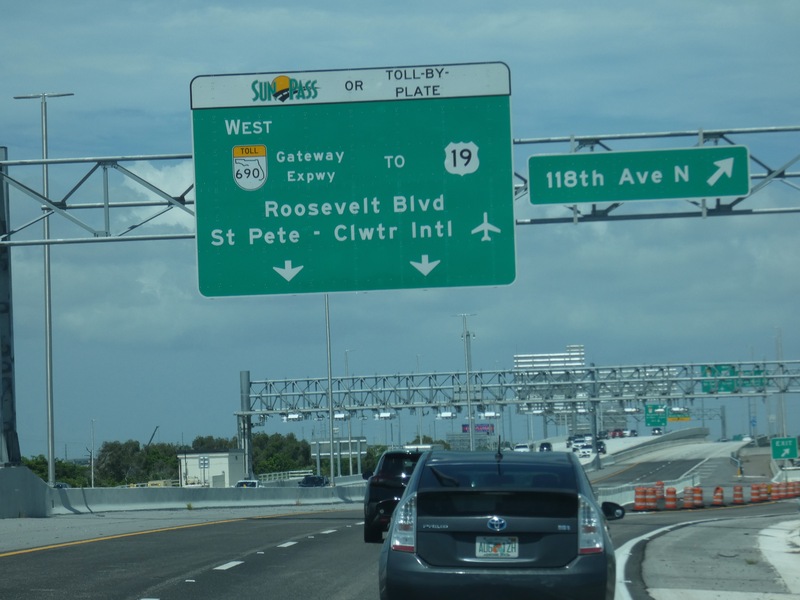 SUNPASS OR TOLL-BY-
PLATE
WEST
TOLL
690
Gateway
Expwy
TO
19
Roosevelt Blvd
St Pete - Clwtr Intl
118th Ave N
EXIT
PRIUS